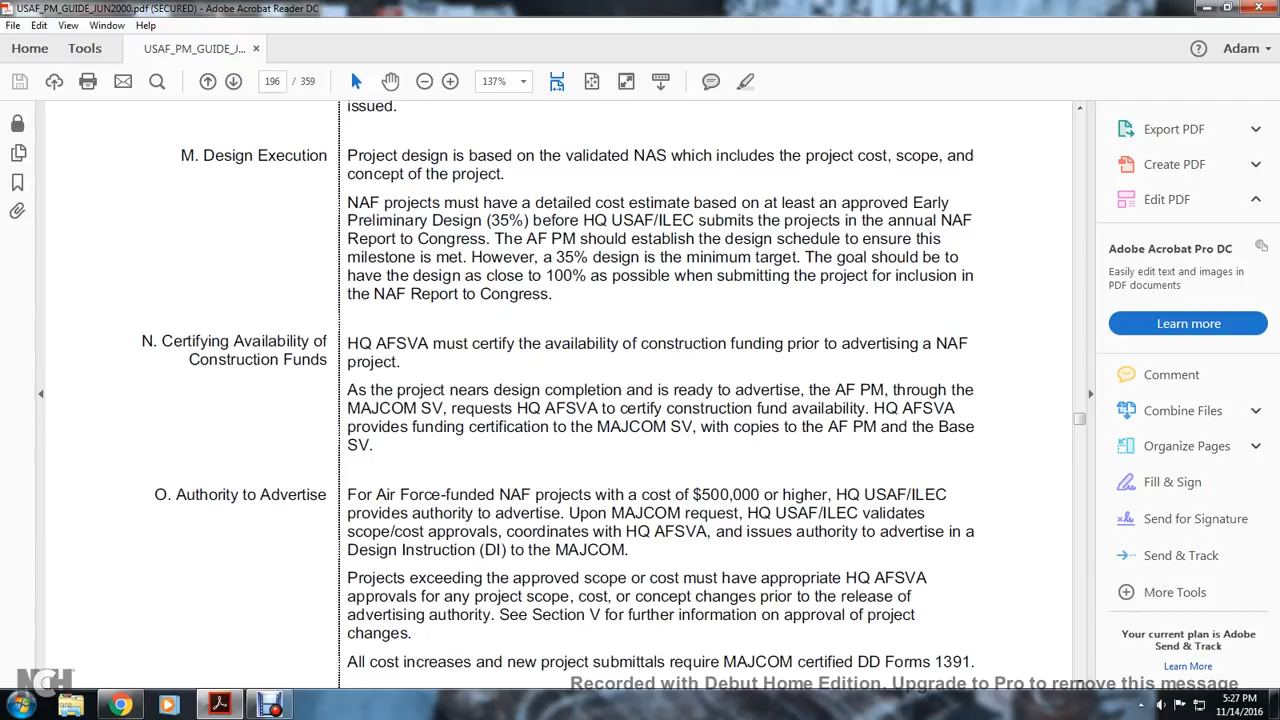 USAF_PM_GUIDE_JUN2000.pdf (SECURED) - Adobe Acrobat Reader DC
File Edit View Window Help
Home Tools USAF_PM_GUIDE_J... × Adam
196 / 359 137%
issued.
M. Design Execution
Project design is based on the validated NAS which includes the project cost, scope, and
concept of the project.
NAF projects must have a detailed cost estimate based on at least an approved Early
Preliminary Design (35%) before HQ USAF/ILEC submits the projects in the annual NAF
Report to Congress. The AF PM should establish the design schedule to ensure this
milestone is met. However, a 35% design is the minimum target. The goal should be to
have the design as close to 100% as possible when submitting the project for inclusion in
the NAF Report to Congress.
N. Certifying Availability of
Construction Funds
HQ AFSVA must certify the availability of construction funding prior to advertising a NAF
project.
As the project nears design completion and is ready to advertise, the AF PM, through the
MAJCOM SV, requests HQ AFSVA to certify construction fund availability. HQ AFSVA
provides funding certification to the MAJCOM SV, with copies to the AF PM and the Base
SV.
O. Authority to Advertise
For Air Force-funded NAF projects with a cost of $500,000 or higher, HQ USAF/ILEC
provides authority to advertise. Upon MAJCOM request, HQ USAF/ILEC validates
scope/cost approvals, coordinates with HQ AFSVA, and issues authority to advertise in a
Design Instruction (DI) to the MAJCOM.
Projects exceeding the approved scope or cost must have appropriate HQ AFSVA
approvals for any project scope, cost, or concept changes prior to the release of
advertising authority. See Section V for further information on approval of project
changes.
All cost increases and new project submittals require MAJCOM certified DD Forms 1391.
Export PDF
Create PDF
Edit PDF
Adobe Acrobat Pro DC
Easily edit text and images in
PDF documents
Learn more
Comment
Combine Files
Organize Pages
Fill & Sign
Send for Signature
Send & Track
More Tools
Your current plan is Adobe
Send & Track
Learn More
NCH
Recorded with Debut Home Edition. Upgrade to Pro to remove this message
5:27 PM
11/14/2016